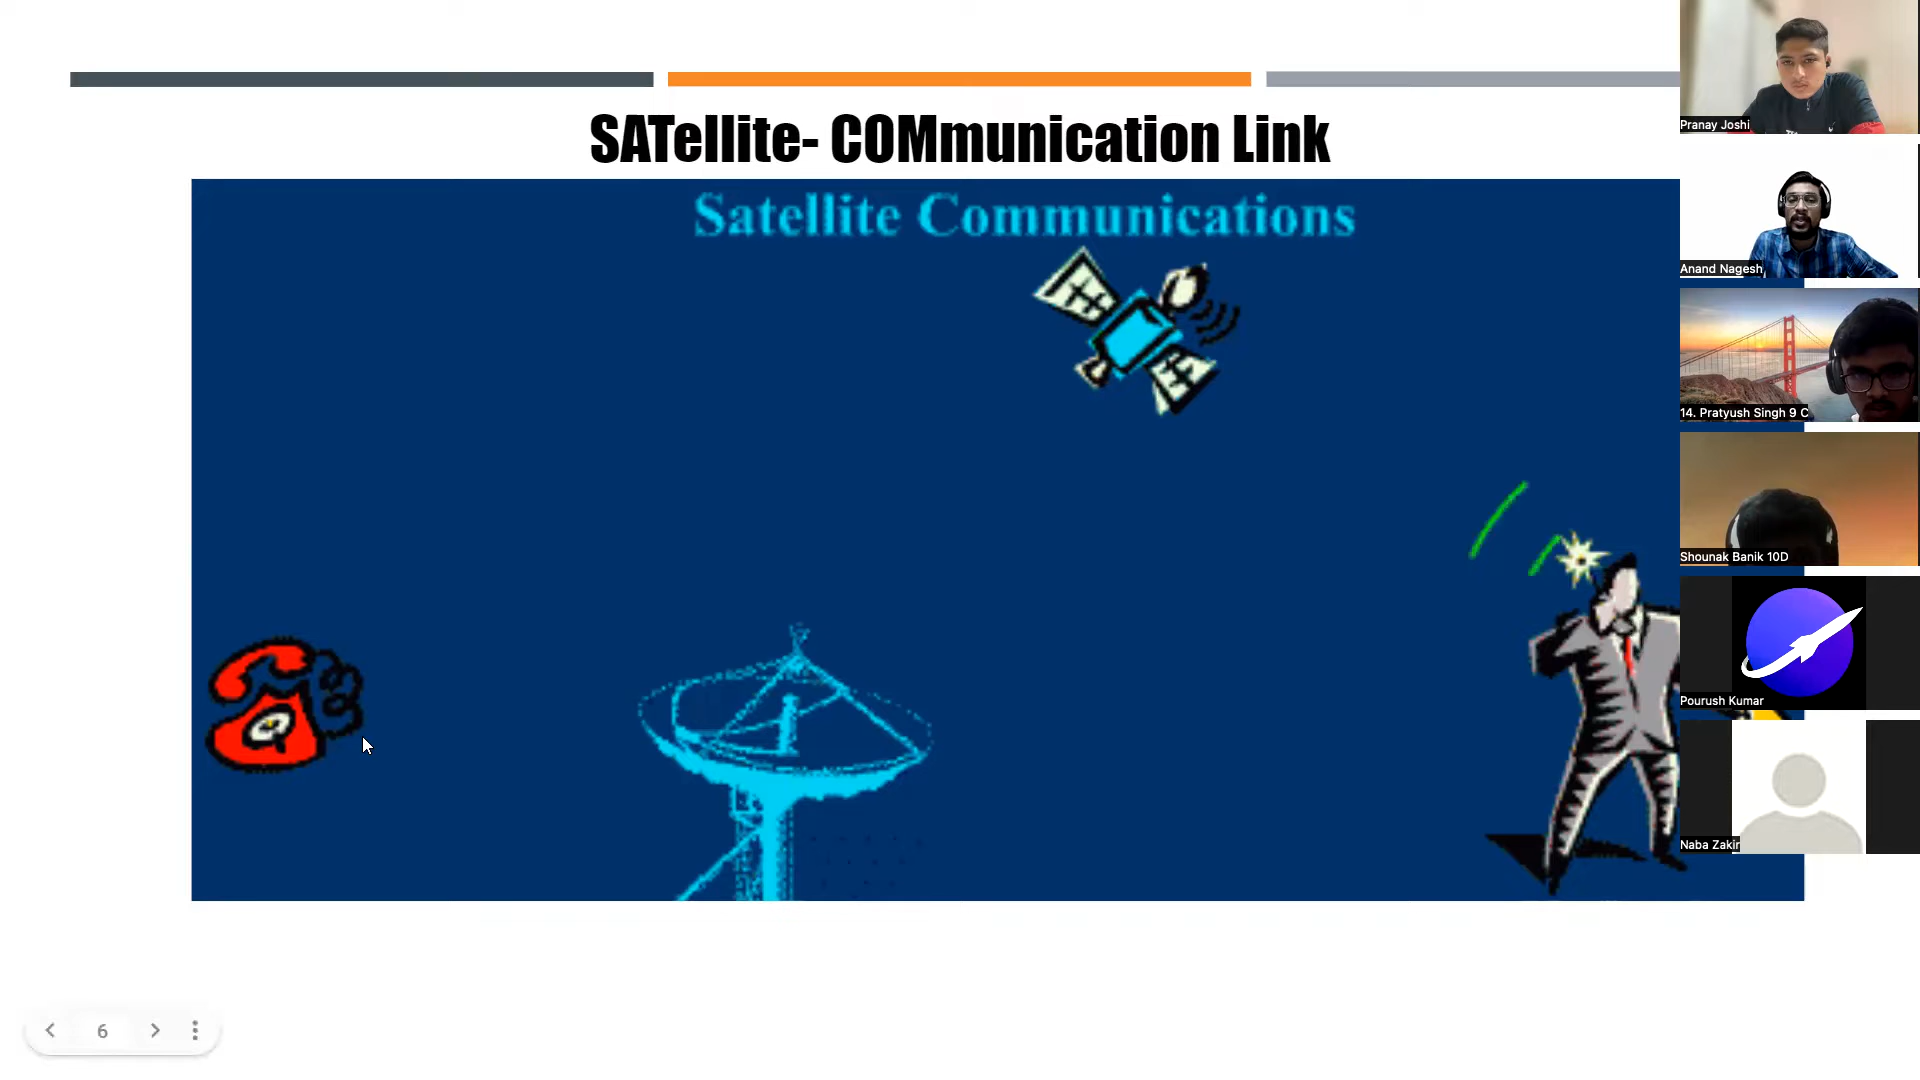 SATellite- COMmunication Link
Satellite Communications
Pranay Joshi
Anand Nagesh
14. Pratyush Singh 9 C
Shounak Banik 10D
Pourush Kumar
Naba Zakir
6